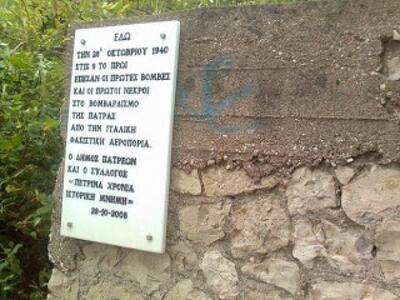 ΕΔΩ
ΤΗΝ 28η ΟΚΤΩΒΡΙΟΥ 1940
ΣΤΙΣ 9 ΤΟ ΠΡΩΙ
ΕΠΕΣΑΝ ΟΙ ΠΡΩΤΕΣ ΒΟΜΒΕΣ
ΚΑΙ ΟΙ ΠΡΩΤΟΙ ΝΕΚΡΟΙ
ΣΤΟ ΒΟΜΒΑΡΔΙΣΜΟ
ΤΗΣ ΠΑΤΡΑΣ
ΑΠΟ ΤΗΝ ΙΤΑΛΙΚΗ
ΦΑΣΙΣΤΙΚΗ ΑΕΡΟΠΟΡΙΑ.
Ο ΔΗΜΟΣ ΠΑΤΡΕΩΝ
ΚΑΙ Ο ΣΥΛΛΟΓΟΣ
«ΠΕΤΡΙΝΑ ΧΡΟΝΙΑ
ΙΣΤΟΡΙΚΗ ΜΝΗΜΗ»
28-10-2008